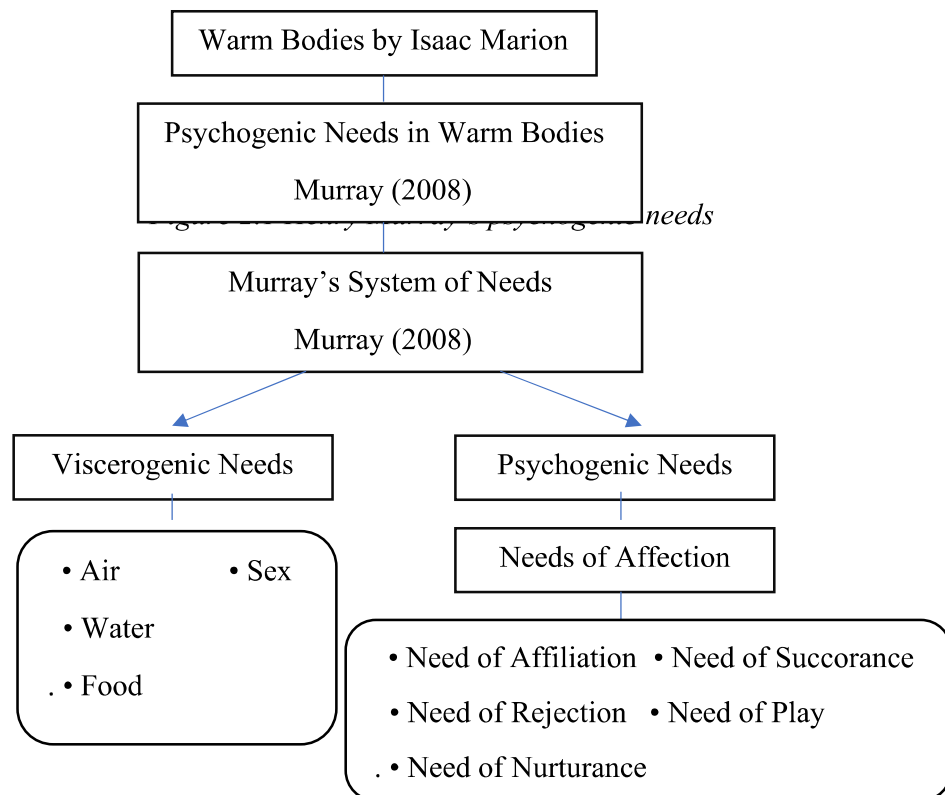 Warm Bodies by Isaac Marion
Psychogenic Needs in Warm Bodies
Murray (2008)
needs
Murray’s System of Needs
Murray (2008)
Viscerogenic Needs
Psychogenic Needs
• Air • Sex
• Water
. • Food
Needs of Affection
• Need of Affiliation • Need of Succorance
• Need of Rejection • Need of Play
. • Need of Nurturance